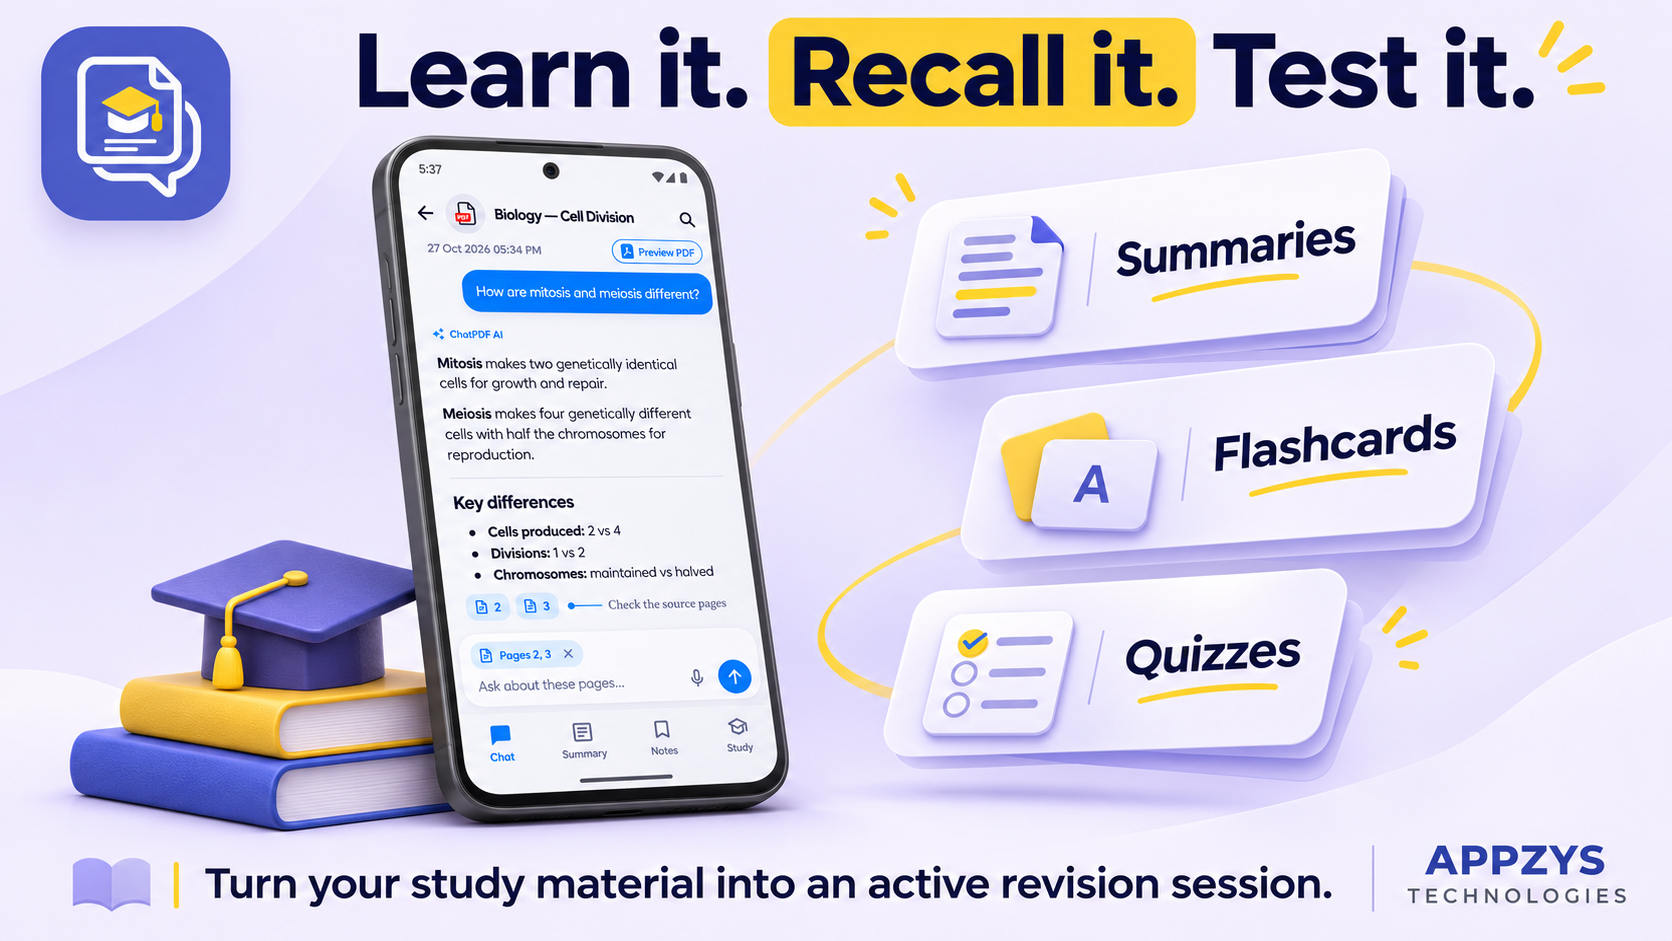 Learn it. Recall it. Test it.
5:37
PDF
Biology — Cell Division
27 Oct 2026 05:34 PM
Preview PDF
How are mitosis and meiosis different?
ChatPDF AI
Mitosis makes two genetically identical
cells for growth and repair.
Meiosis makes four genetically different
cells with half the chromosomes for
reproduction.
Key differences
• Cells produced: 2 vs 4
• Divisions: 1 vs 2
• Chromosomes: maintained vs halved
2
3
Check the source pages
Pages 2, 3 ×
Ask about these pages...
Chat
Summary
Notes
Study
Summaries
A
Flashcards
Quizzes
Turn your study material into an active revision session.
APPZYS
TECHNOLOGIES